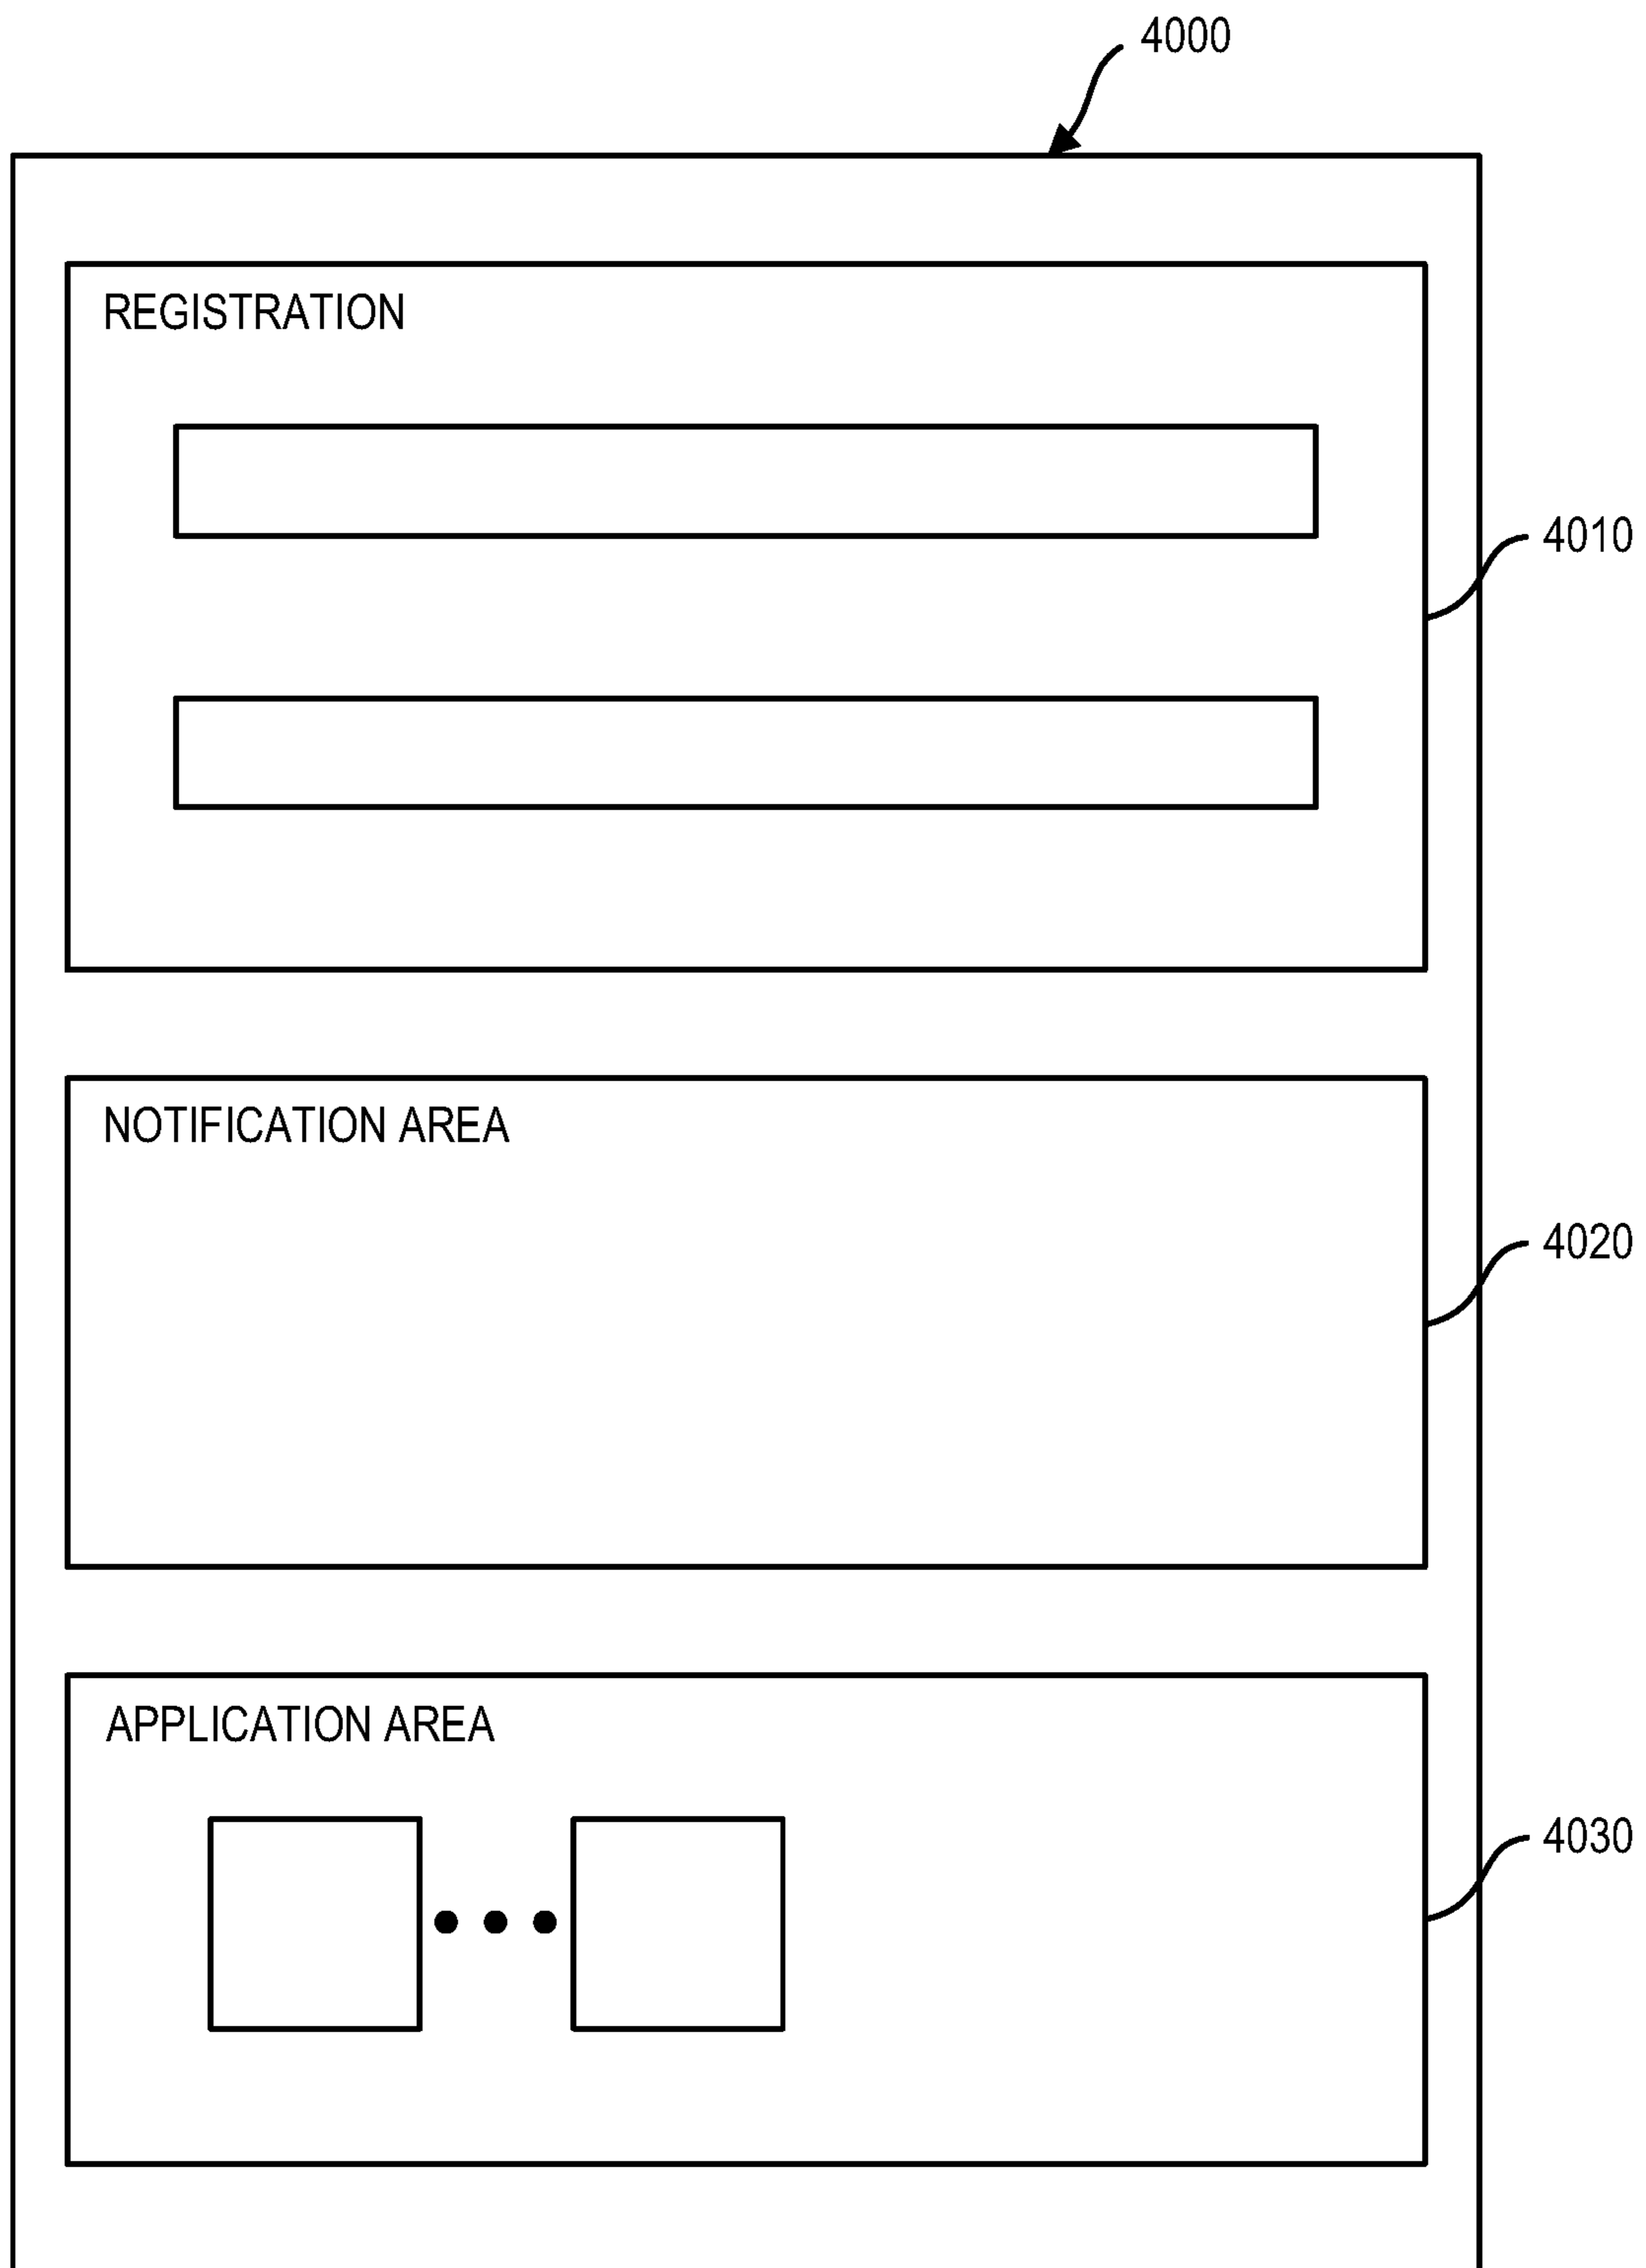 4000
REGISTRATION
4010
NOTIFICATION AREA
4020
APPLICATION AREA
4030